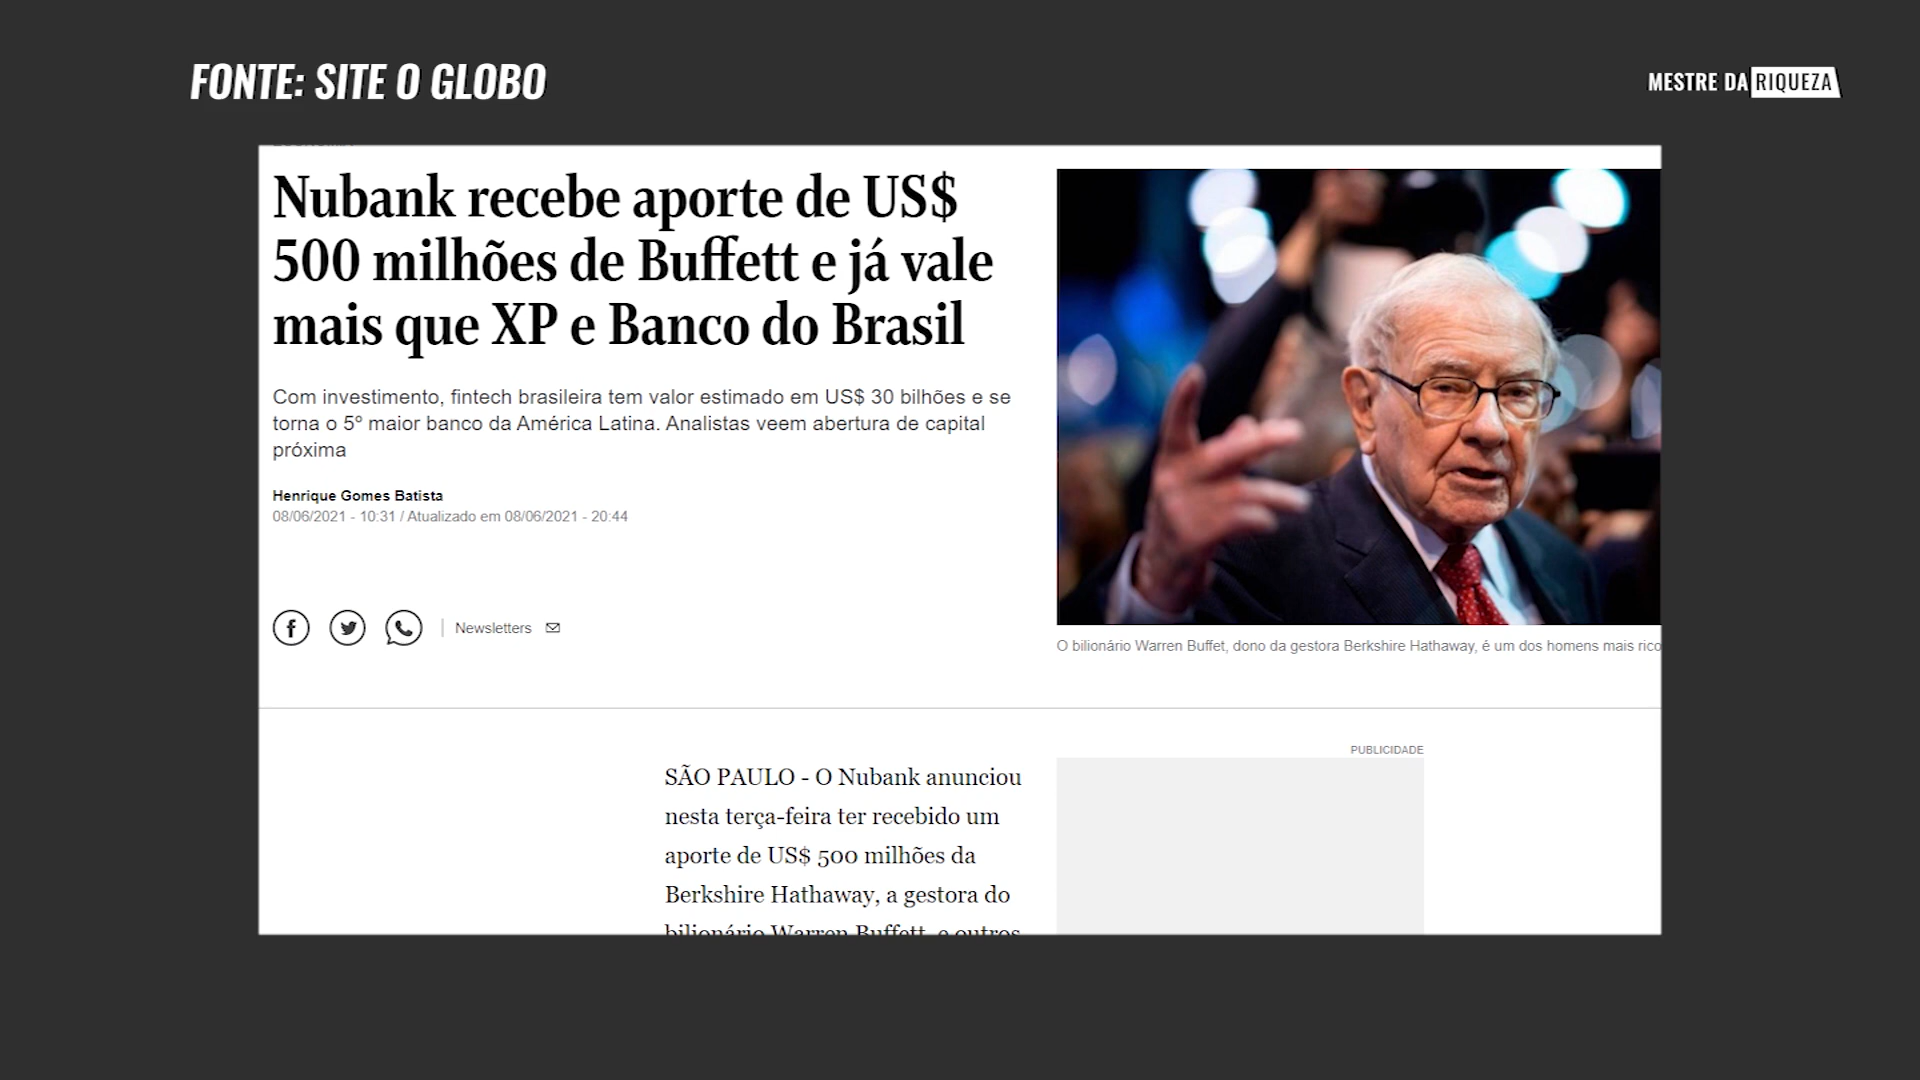 FONTE: SITE O GLOBO
MESTRE DA RIQUEZA
Nubank recebe aporte de US$
500 milhões de Buffett e já vale
mais que XP e Banco do Brasil
Com investimento, fintech brasileira tem valor estimado em US$ 30 bilhões e se
torna o 5º maior banco da América Latina. Analistas veem abertura de capital
próxima
Henrique Gomes Batista
08/06/2021 - 10:31 / Atualizado em 08/06/2021 - 20:44
Newsletters
O bilionário Warren Buffet, dono da gestora Berkshire Hathaway, é um dos homens mais rico
PUBLICIDADE
SÃO PAULO - O Nubank anunciou
nesta terça-feira ter recebido um
aporte de US$ 500 milhões da
Berkshire Hathaway, a gestora do
bilionário Warren Buffett, e outros